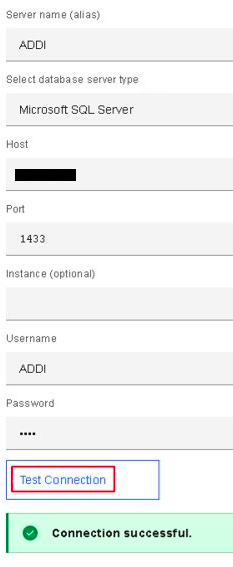 Server name (alias)
ADDI
Select database server type
Microsoft SQL Server
Host
Port
1433
Instance (optional)
Username
ADDI
Password
••••
Test Connection
Connection successful.